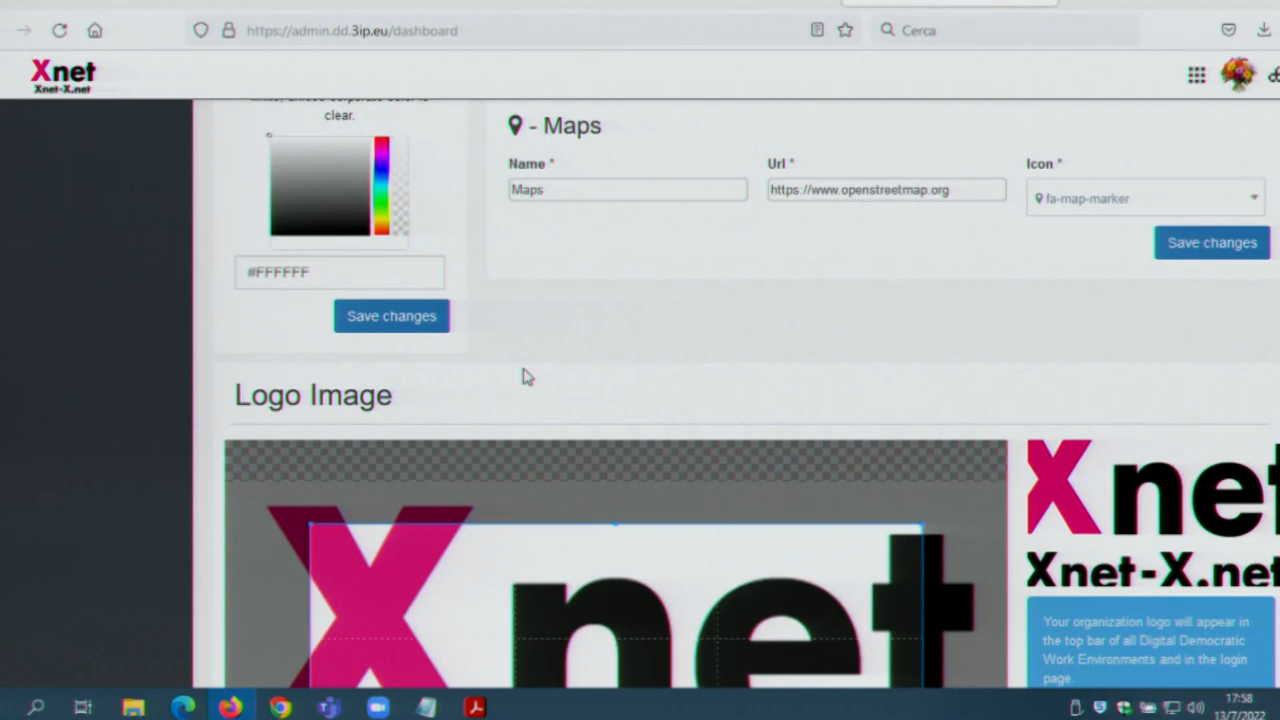 https://admin.dd.3ip.eu/dashboard
Cerca
Xnet
Xnet-X.net
clear.
- Maps
Name *
Url *
Icon *
Maps
https://www.openstreetmap.org
fa-map-marker
Save changes
#FFFFFF
Save changes
Logo Image
Xnet
Xnet
Xnet-X.net
Your organization logo will appear in
the top bar of all Digital Democratic
Work Environments and in the login
page.
17:58
13/7/2022